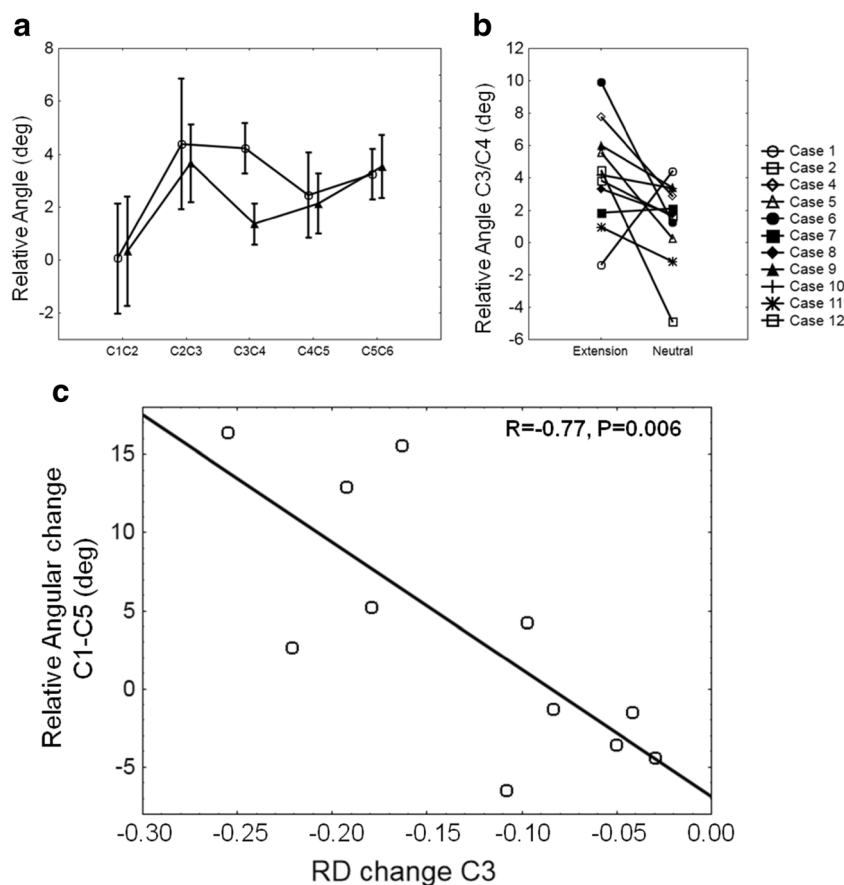 a
Relative Angle (deg)
8
6
4
2
0
-2
C1C2
C2C3
C3C4
C4C5
C5C6
b
Relative Angle C3/C4 (deg)
12
10
8
6
4
2
0
-2
-4
-6
Extension
Neutral
Case 1
Case 2
Case 4
Case 5
Case 6
Case 7
Case 8
Case 9
Case 10
Case 11
Case 12
c
R=-0.77, P=0.006
Relative Angular change
C1-C5 (deg)
15
10
5
0
-5
-0.30
-0.25
-0.20
-0.15
-0.10
-0.05
0.00
RD change C3